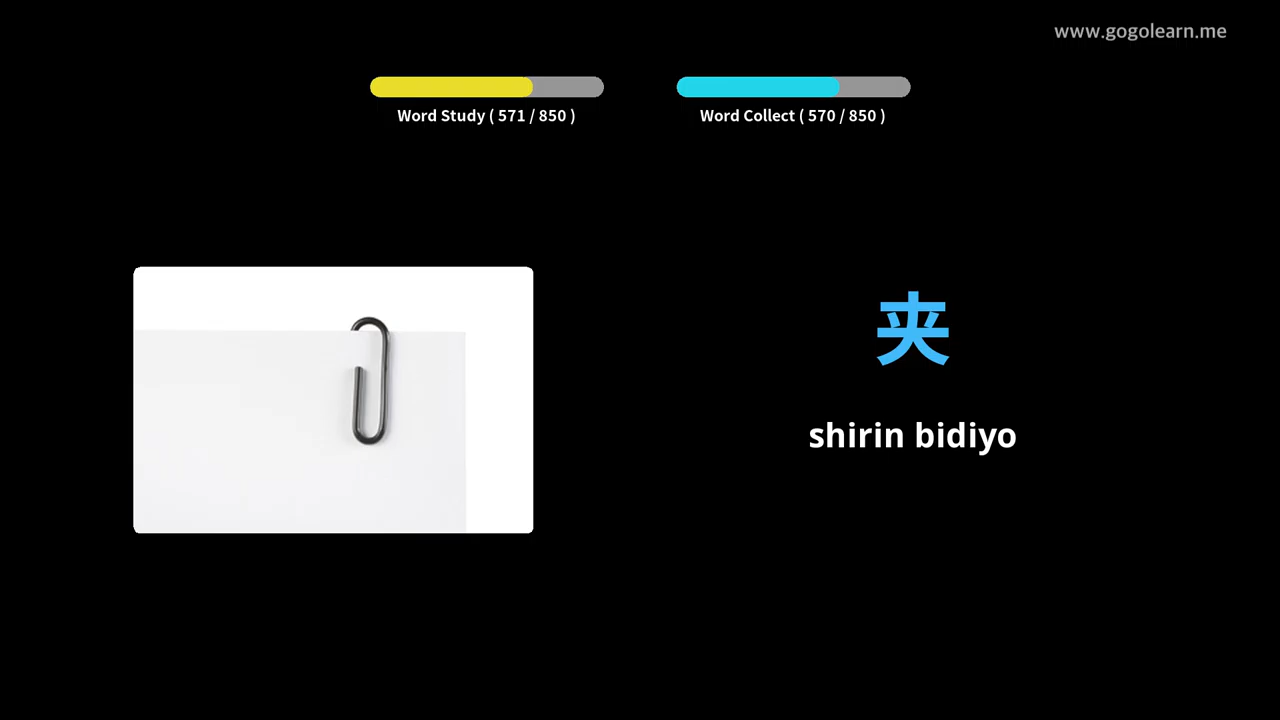 www.gogolearn.me
Word Study ( 571 / 850 )
Word Collect ( 570 / 850 )
夹
shirin bidiyo